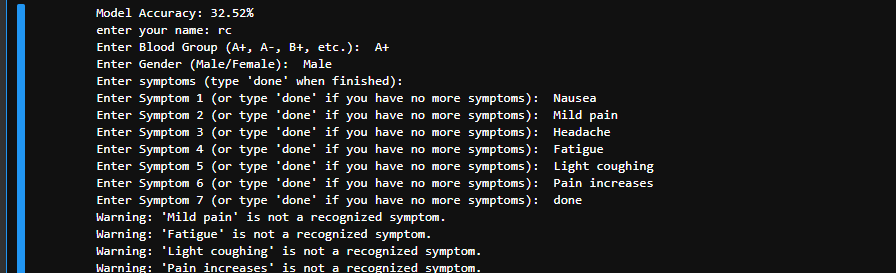 Model Accuracy: 32.52%
enter your name: rc
Enter Blood Group (A+, A-, B+, etc.):  A+
Enter Gender (Male/Female):  Male
Enter symptoms (type 'done' when finished):
Enter Symptom 1 (or type 'done' if you have no more symptoms):  Nausea
Enter Symptom 2 (or type 'done' if you have no more symptoms):  Mild pain
Enter Symptom 3 (or type 'done' if you have no more symptoms):  Headache
Enter Symptom 4 (or type 'done' if you have no more symptoms):  Fatigue
Enter Symptom 5 (or type 'done' if you have no more symptoms):  Light coughing
Enter Symptom 6 (or type 'done' if you have no more symptoms):  Pain increases
Enter Symptom 7 (or type 'done' if you have no more symptoms):  done
Warning: 'Mild pain' is not a recognized symptom.
Warning: 'Fatigue' is not a recognized symptom.
Warning: 'Light coughing' is not a recognized symptom.
Warning: 'Pain increases' is not a recognized symptom.